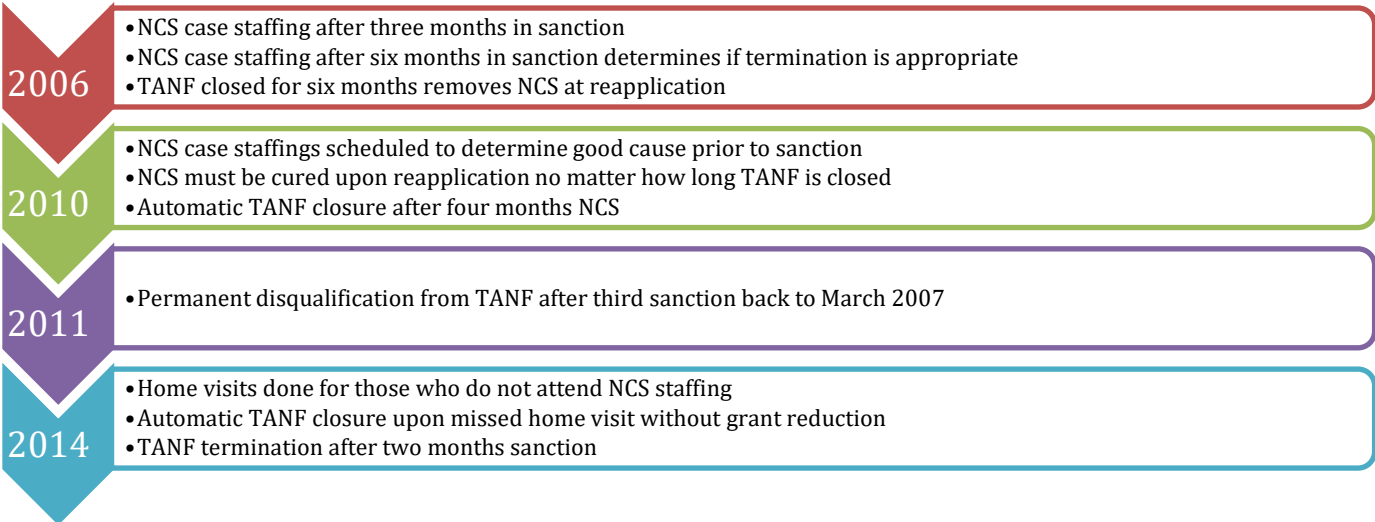 2006
•NCS case staffing after three months in sanction
•NCS case staffing after six months in sanction determines if termination is appropriate
•TANF closed for six months removes NCS at reapplication
2010
•NCS case staffings scheduled to determine good cause prior to sanction
•NCS must be cured upon reapplication no matter how long TANF is closed
•Automatic TANF closure after four months NCS
2011
•Permanent disqualification from TANF after third sanction back to March 2007
2014
•Home visits done for those who do not attend NCS staffing
•Automatic TANF closure upon missed home visit without grant reduction
•TANF termination after two months sanction